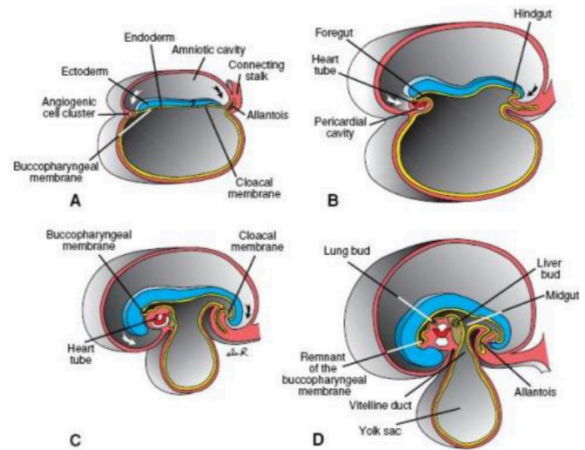 Endoderm
Amniotic cavity
Ectoderm
Connecting
stalk
Angiogenic
cell cluster
Allantois
Buccopharyngeal
membrane
Cloacal
membrane
A
Hindgut
Foregut
Heart
tube
Pericardial
cavity
B
Buccopharyngeal
membrane
Cloacal
membrane
Heart
tube
C
Lung bud
Liver
bud
Midgut
Remnant
of the
buccopharyngeal
membrane
Allantois
Vitelline duct
Yolk sac
D